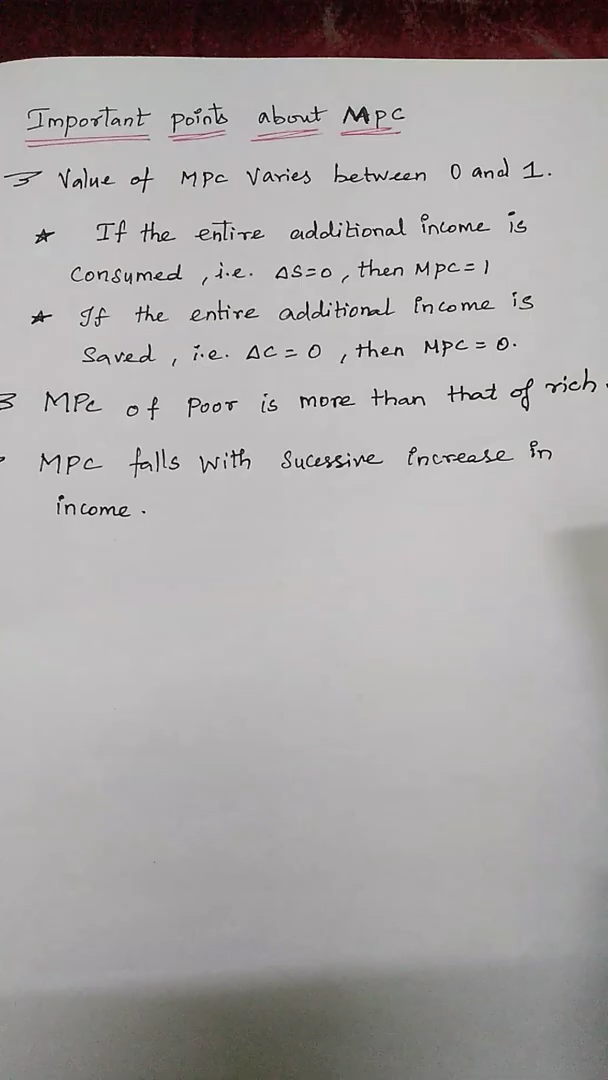 Important points about MPC
→ Value of MPC varies between 0 and 1.
★ If the entire additional income is
Consumed, i.e. ΔS=0, then MPC=1
★ If the entire additional income is
Saved, i.e. ΔC=0, then MPC=0.
MPC of Poor is more than that of rich.
MPC falls with Sucessive increase in
income.